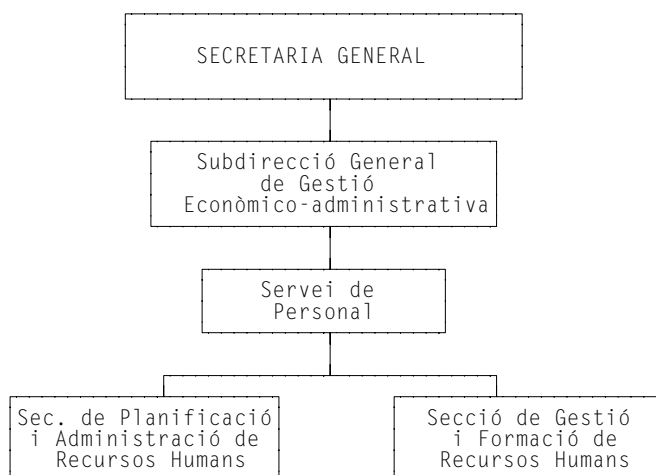 SECRETARIA GENERAL
Subdirecció General
de Gestió
Econòmico-administrativa
Servei de
Personal
Sec. de Planificació
i Administració de
Recursos Humans
Secció de Gestió
i Formació de
Recursos Humans